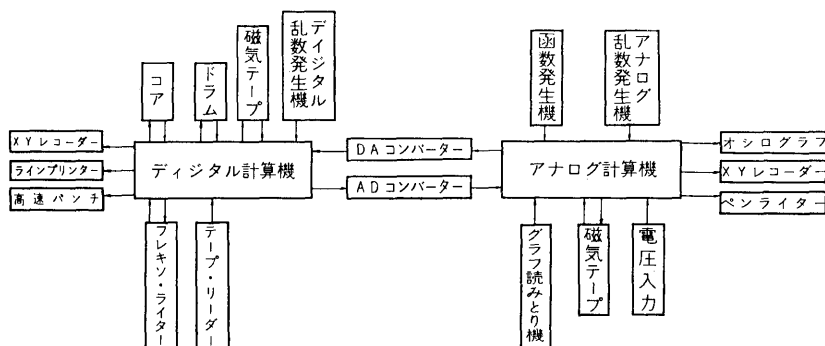 コア
ドラム
磁気テープ
デイジタル
乱数発生機
函数発生機
アナログ
乱数発生機
XYレコーダー
ラインプリンター
高速パンチ
ディジタル計算機
DAコンバーター
ADコンバーター
アナログ計算機
オシログラフ
XYレコーダー
ペンライター
フレキソ・ライター
テープ・リーダー
グラフ読みとり機
磁気テープ
電圧入力